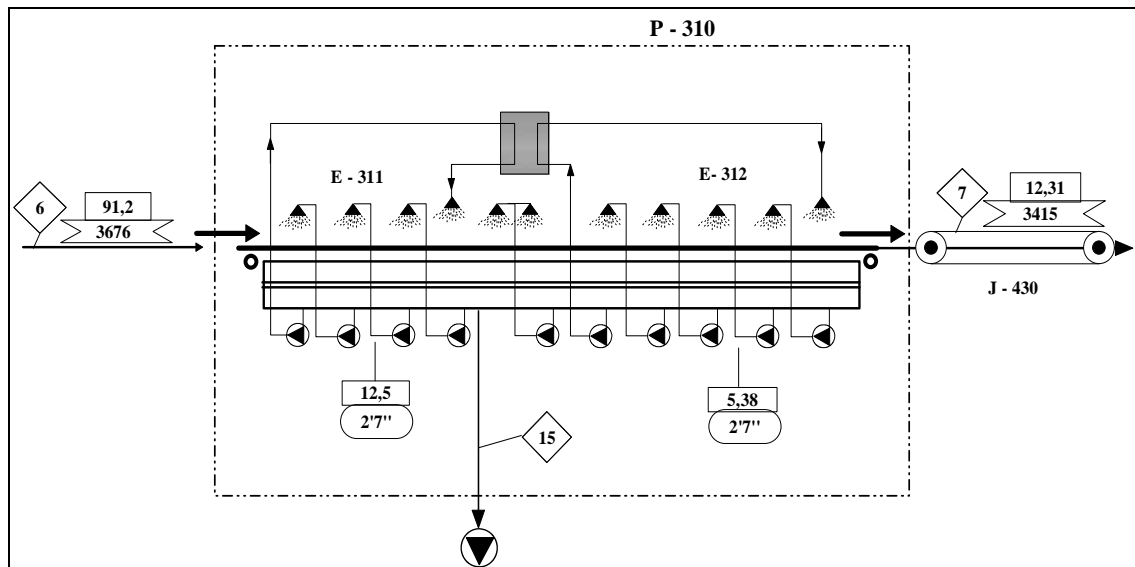 P - 310
E - 311
E- 312
6
91,2
3676
7
12,31
3415
J - 430
12,5
2'7''
5,38
2'7''
15